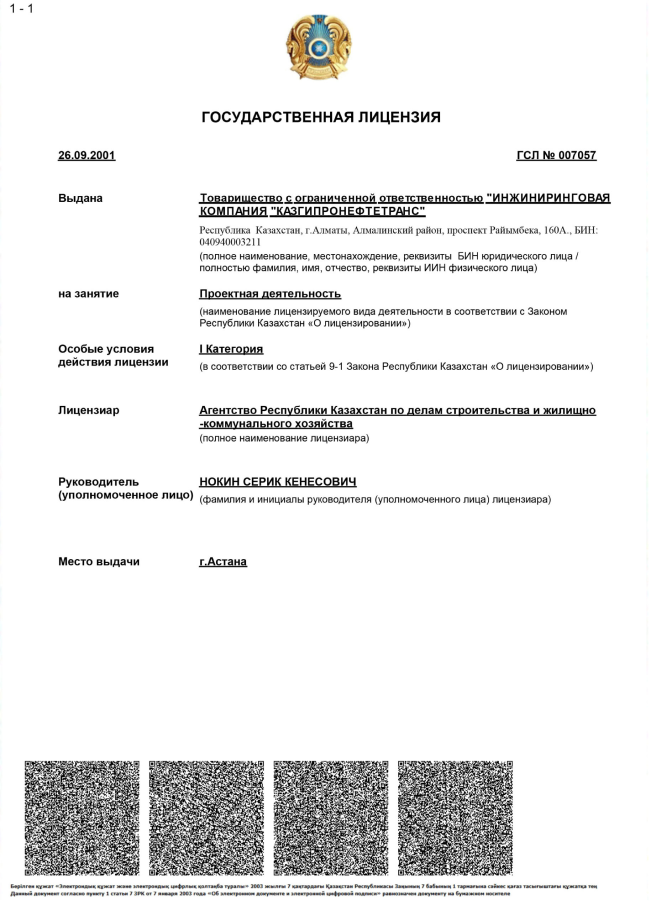 1 - 1
ГОСУДАРСТВЕННАЯ ЛИЦЕНЗИЯ
26.09.2001
ГСЛ № 007057
Выдана
Товарищество с ограниченной ответственностью "ИНЖИНИРИНГОВАЯ
КОМПАНИЯ "КАЗГИПРОНЕФТЕТРАНС"
Республика Казахстан, г.Алматы, Алмалинский район, проспект Райымбека, 160А., БИН:
040940003211
(полное наименование, местонахождение, реквизиты БИН юридического лица /
полностью фамилия, имя, отчество, реквизиты ИИН физического лица)
на занятие
Проектная деятельность
(наименование лицензируемого вида деятельности в соответствии с Законом
Республики Казахстан «О лицензировании»)
Особые условия
действия лицензии
I Категория
(в соответствии со статьей 9-1 Закона Республики Казахстан «О лицензировании»)
Лицензиар
Агентство Республики Казахстан по делам строительства и жилищно
-коммунального хозяйства
(полное наименование лицензиара)
Руководитель
(уполномоченное лицо)
НОКИН СЕРИК КЕНЕСОВИЧ
(фамилия и инициалы руководителя (уполномоченного лица) лицензиара)
Место выдачи
г.Астана
Берілген құжат «Электрондық құжат және электрондық цифрлық қолтаңба туралы» 2003 жылғы 7 қаңтардағы Қазақстан Республикасы Заңының 7 бабының 1 тармағына сәйкес қағаз тасығыштағы құжатқа тең
Данный документ согласно пункту 1 статьи 7 ЗРК от 7 января 2003 года «Об электронном документе и электронной цифровой подписи» равнозначен документу на бумажном носителе